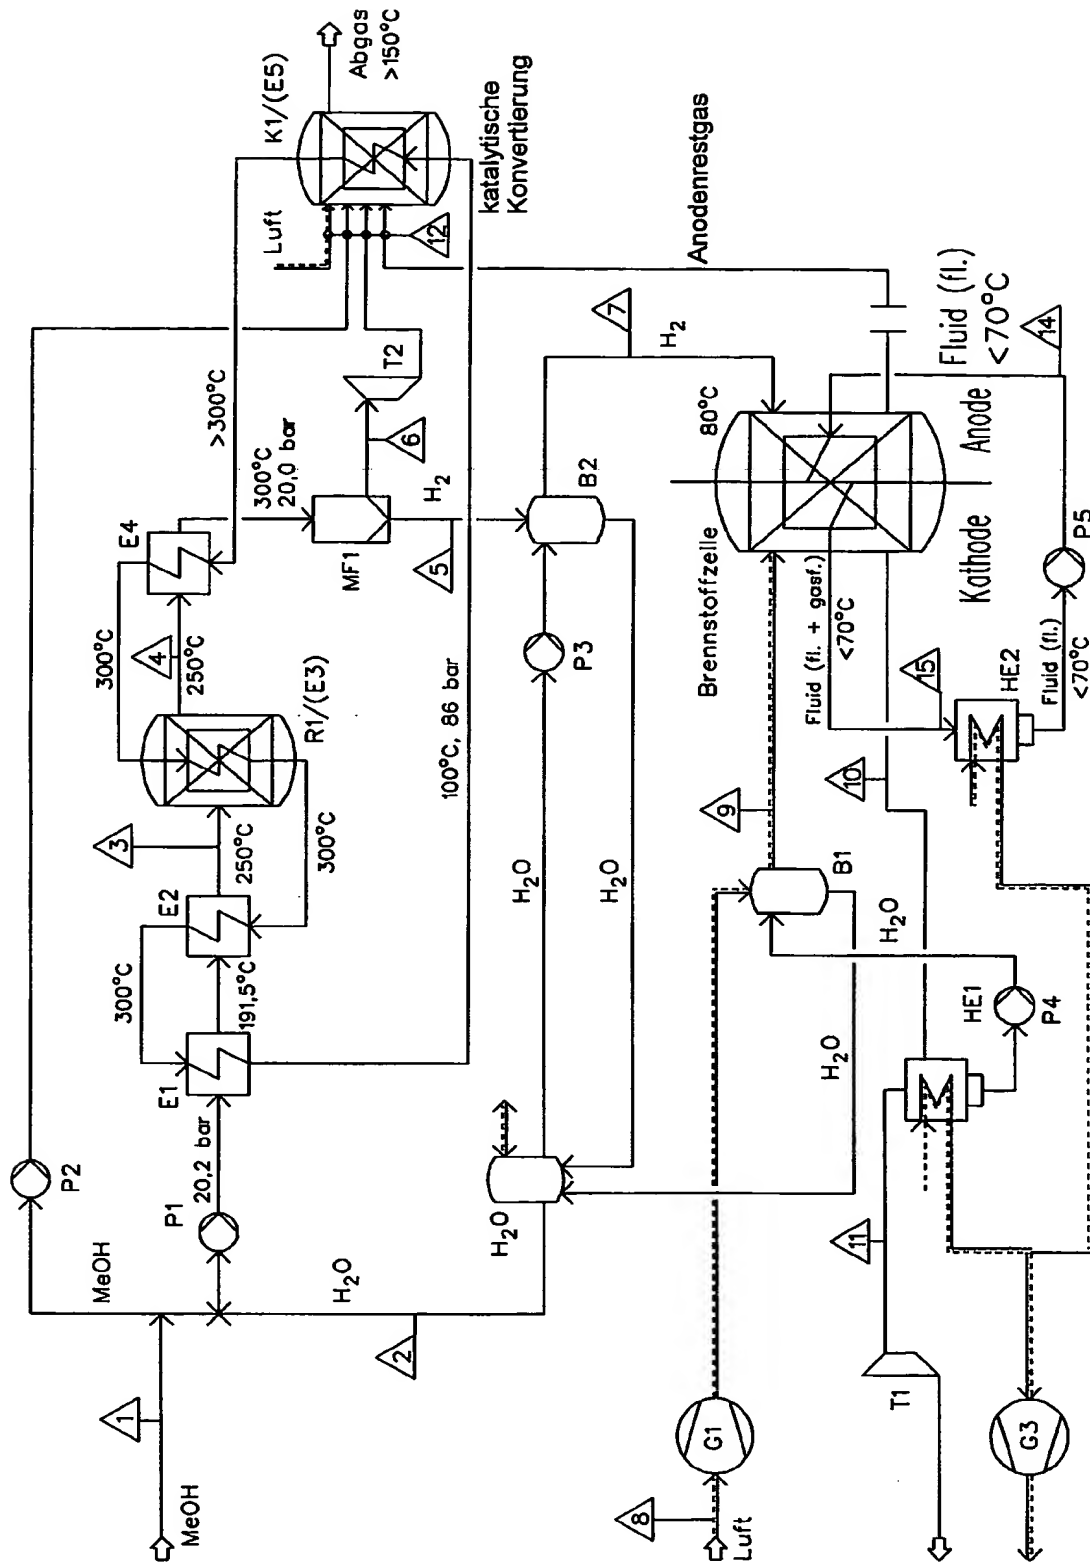 MeOH
1
MeOH
P2
H₂O
2
P1
20,2 bar
E1
300°C
191,5°C
E2
3
250°C
300°C
R1/(E3)
300°C
4
250°C
E4
>300°C
300°C
20,0 bar
MF1
6
T2
H₂
5
100°C, 86 bar
Luft
12
K1/(E5)
Abgas
>150°C
katalytische
Konvertierung
H₂O
H₂O
P3
H₂O
B2
7
H₂
Anodenrestgas
Luft
8
G1
B1
H₂O
9
Brennstoffzelle
80°C
Fluid (fl. + gasf.)
<70°C
Kathode
Anode
Fluid (fl.)
<70°C
14
10
15
HE2
Fluid (fl.)
<70°C
P5
H₂O
HE1
P4
11
T1
G3